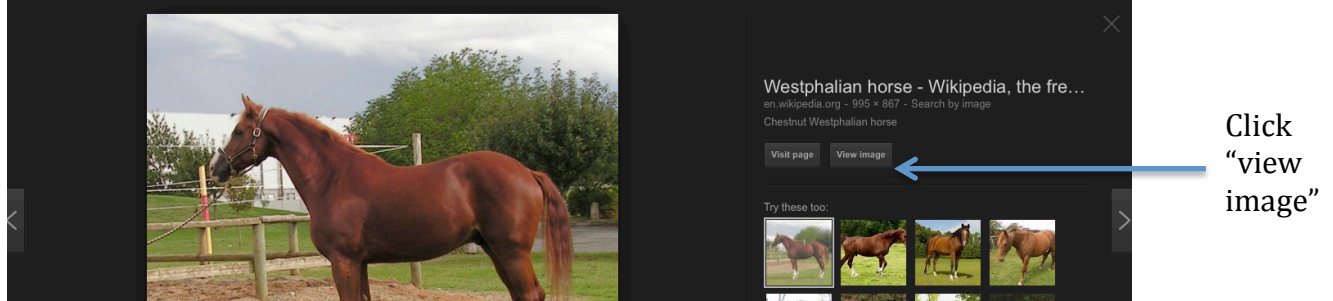 Westphalian horse - Wikipedia, the fre…
en.wikipedia.org - 995 × 867 - Search by image
Chestnut Westphalian horse
Visit page
View image
Try these too:
Click
“view
image”